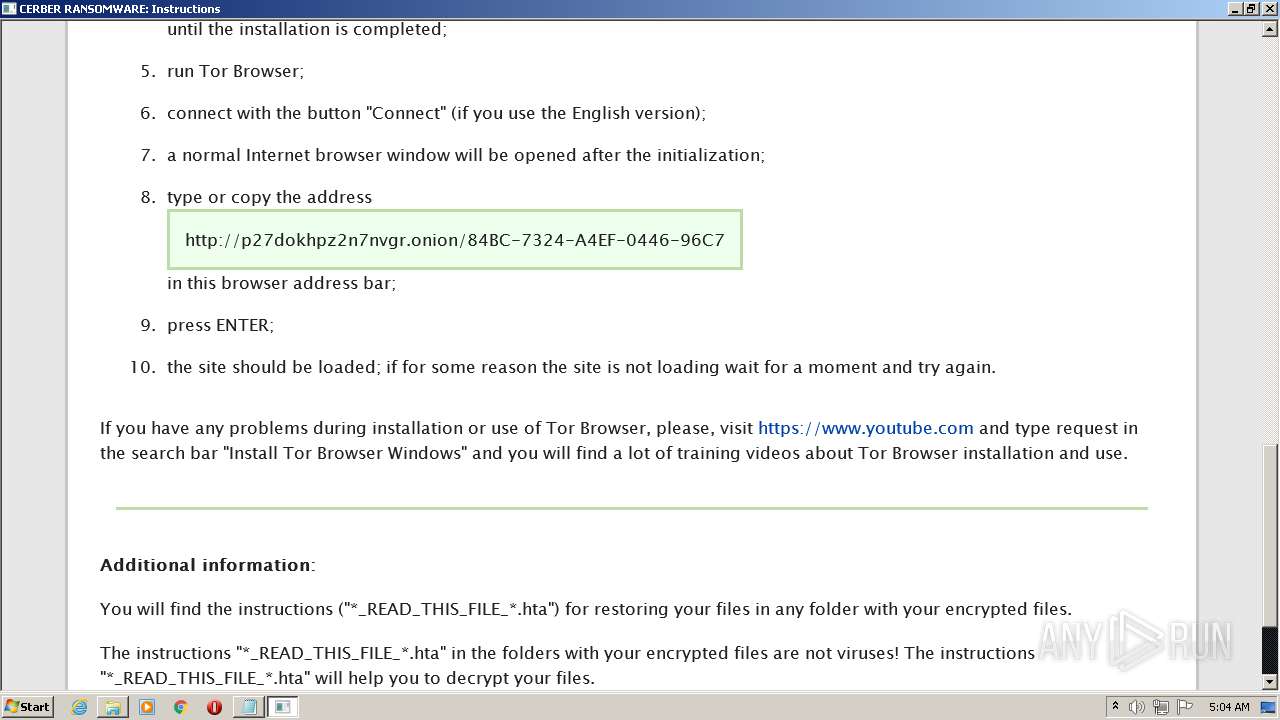 CERBER RANSOMWARE: Instructions
until the installation is completed;
5. run Tor Browser;
6. connect with the button "Connect" (if you use the English version);
7. a normal Internet browser window will be opened after the initialization;
8. type or copy the address
http://p27dokhpz2n7nvgr.onion/84BC-7324-A4EF-0446-96C7
in this browser address bar;
9. press ENTER;
10. the site should be loaded; if for some reason the site is not loading wait for a moment and try again.
If you have any problems during installation or use of Tor Browser, please, visit https://www.youtube.com and type request in
the search bar "Install Tor Browser Windows" and you will find a lot of training videos about Tor Browser installation and use.
Additional information:
You will find the instructions ("*_READ_THIS_FILE_*.hta") for restoring your files in any folder with your encrypted files.
The instructions "*_READ_THIS_FILE_*.hta" in the folders with your encrypted files are not viruses! The instructions
"*_READ_THIS_FILE_*.hta" will help you to decrypt your files.
ANY RUN
Start
5:04 AM